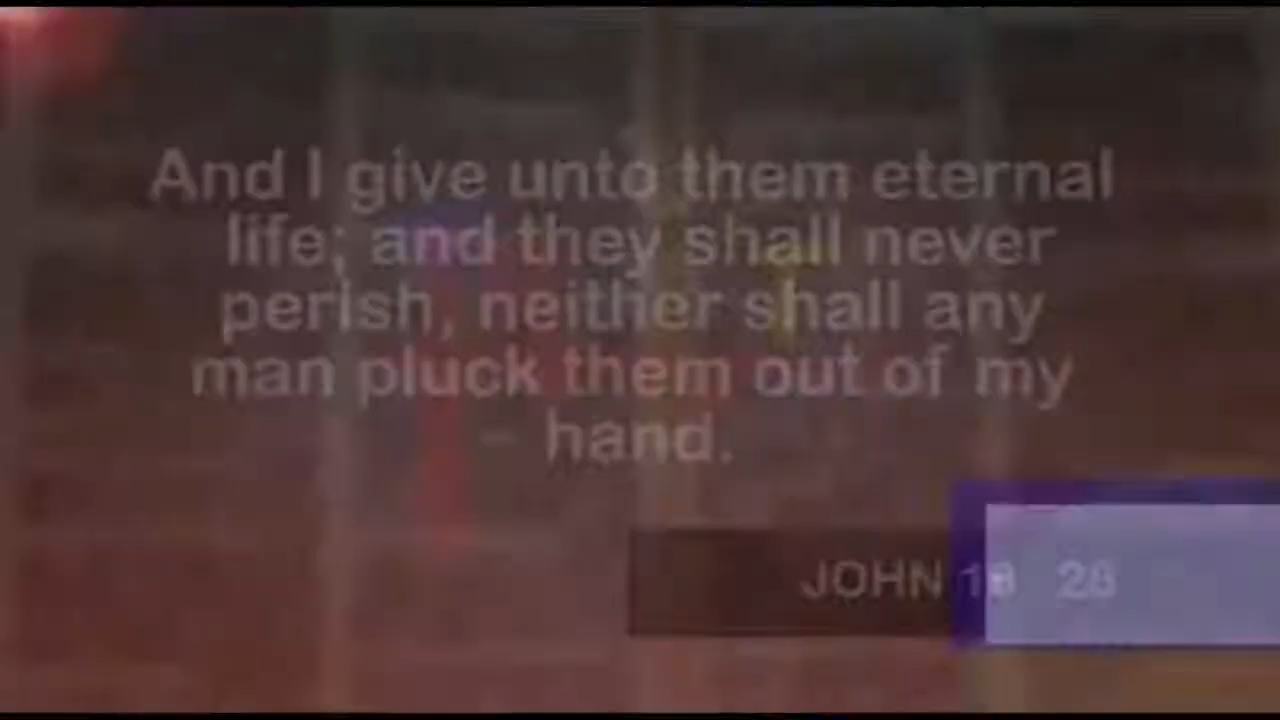 And I give unto them eternal
life; and they shall never
perish, neither shall any
man pluck them out of my
hand.
JOHN 28